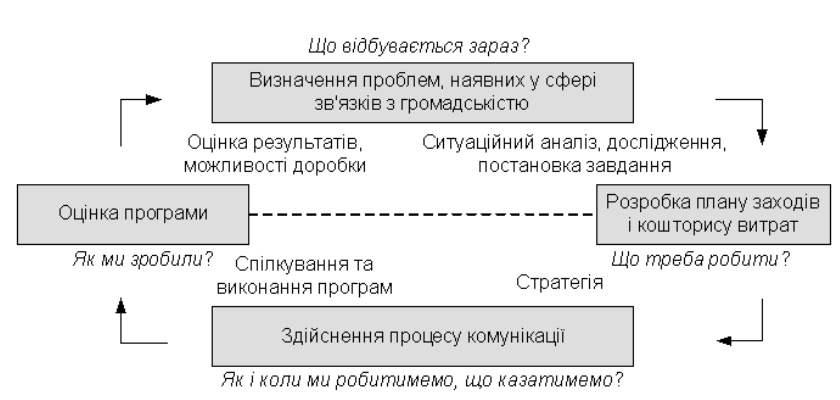 Що відбувається зараз?
Визначення проблем, наявних у сфері
зв'язків з громадськістю
Оцінка результатів,
можливості доробки
Ситуаційний аналіз, дослідження,
постановка завдання
Оцінка програми
Розробка плану заходів
і кошторису витрат
Як ми зробили?
Що треба робити?
Спілкування та
виконання програм
Стратегія
Здійснення процесу комунікації
Як і коли ми робитимемо, що казатимемо?